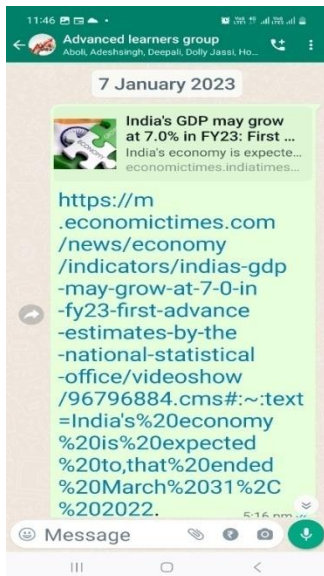 11:46
Advanced learners group
Aboli, Adeshsingh, Deepali, Dolly Jassi, Ho...
7 January 2023
India's GDP may grow
at 7.0% in FY23: First ...
India's economy is expecte...
economictimes.indiatimes...
https://m
.economictimes.com
/news/economy
/indicators/indias-gdp
-may-grow-at-7-0-in
-fy23-first-advance
-estimates-by-the
-national-statistical
-office/videoshow
/96796884.cms#:~:text
=India's%20economy
%20is%20expected
%20to,that%20ended
%20March%2031%2C
%202022.
5:16 pm
Message